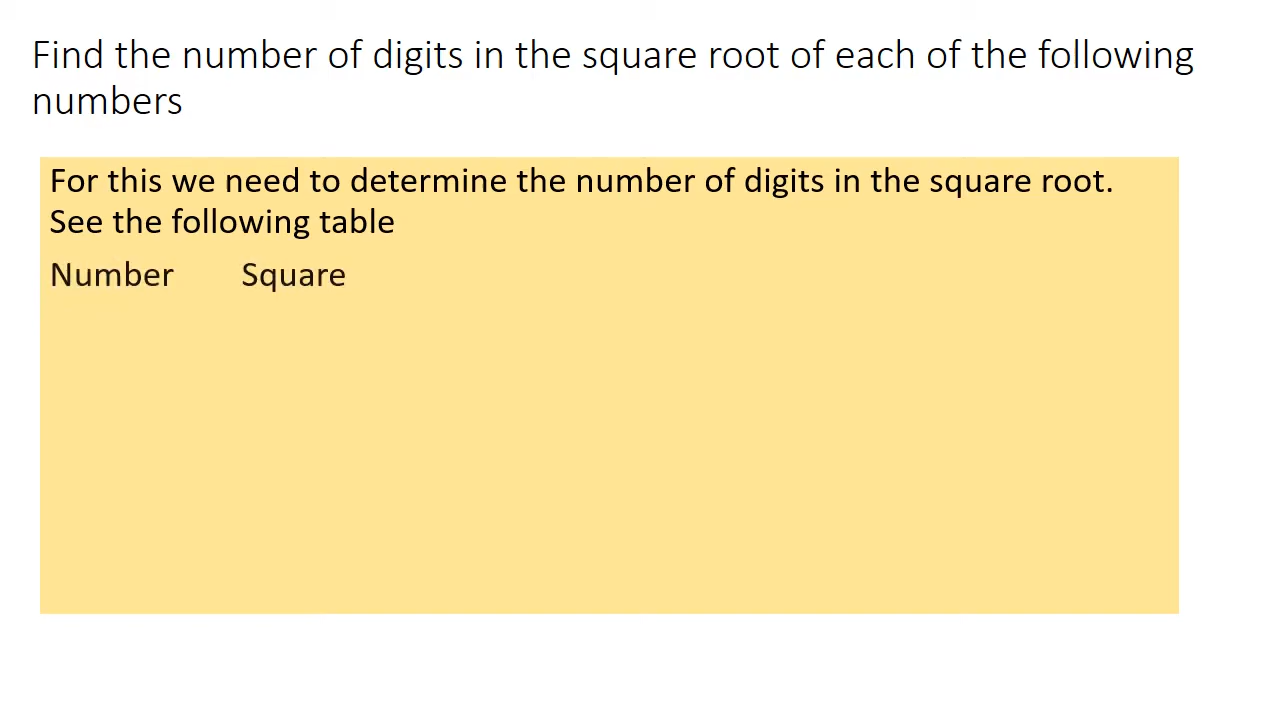 Find the number of digits in the square root of each of the following
numbers
For this we need to determine the number of digits in the square root.
See the following table
Number Square